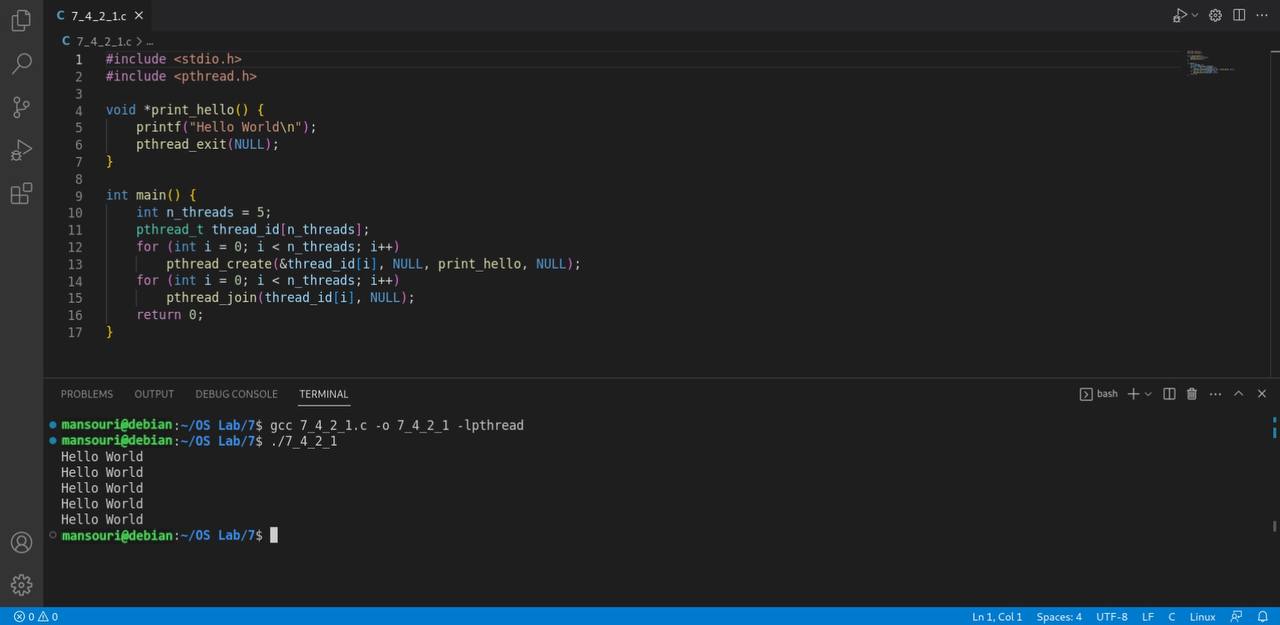 C 7_4_2_1.c
C 7_4_2_1.c > ...
1 #include <stdio.h>
2 #include <pthread.h>
3
4 void *print_hello() {
5     printf("Hello World\n");
6     pthread_exit(NULL);
7 }
8
9 int main() {
10     int n_threads = 5;
11     pthread_t thread_id[n_threads];
12     for (int i = 0; i < n_threads; i++)
13         pthread_create(&thread_id[i], NULL, print_hello, NULL);
14     for (int i = 0; i < n_threads; i++)
15         pthread_join(thread_id[i], NULL);
16     return 0;
17 }
PROBLEMS OUTPUT DEBUG CONSOLE TERMINAL bash
mansouri@debian:~/OS Lab/7$ gcc 7_4_2_1.c -o 7_4_2_1 -lpthread
mansouri@debian:~/OS Lab/7$ ./7_4_2_1
Hello World
Hello World
Hello World
Hello World
Hello World
mansouri@debian:~/OS Lab/7$
0 0 Ln 1, Col 1 Spaces: 4 UTF-8 LF C Linux